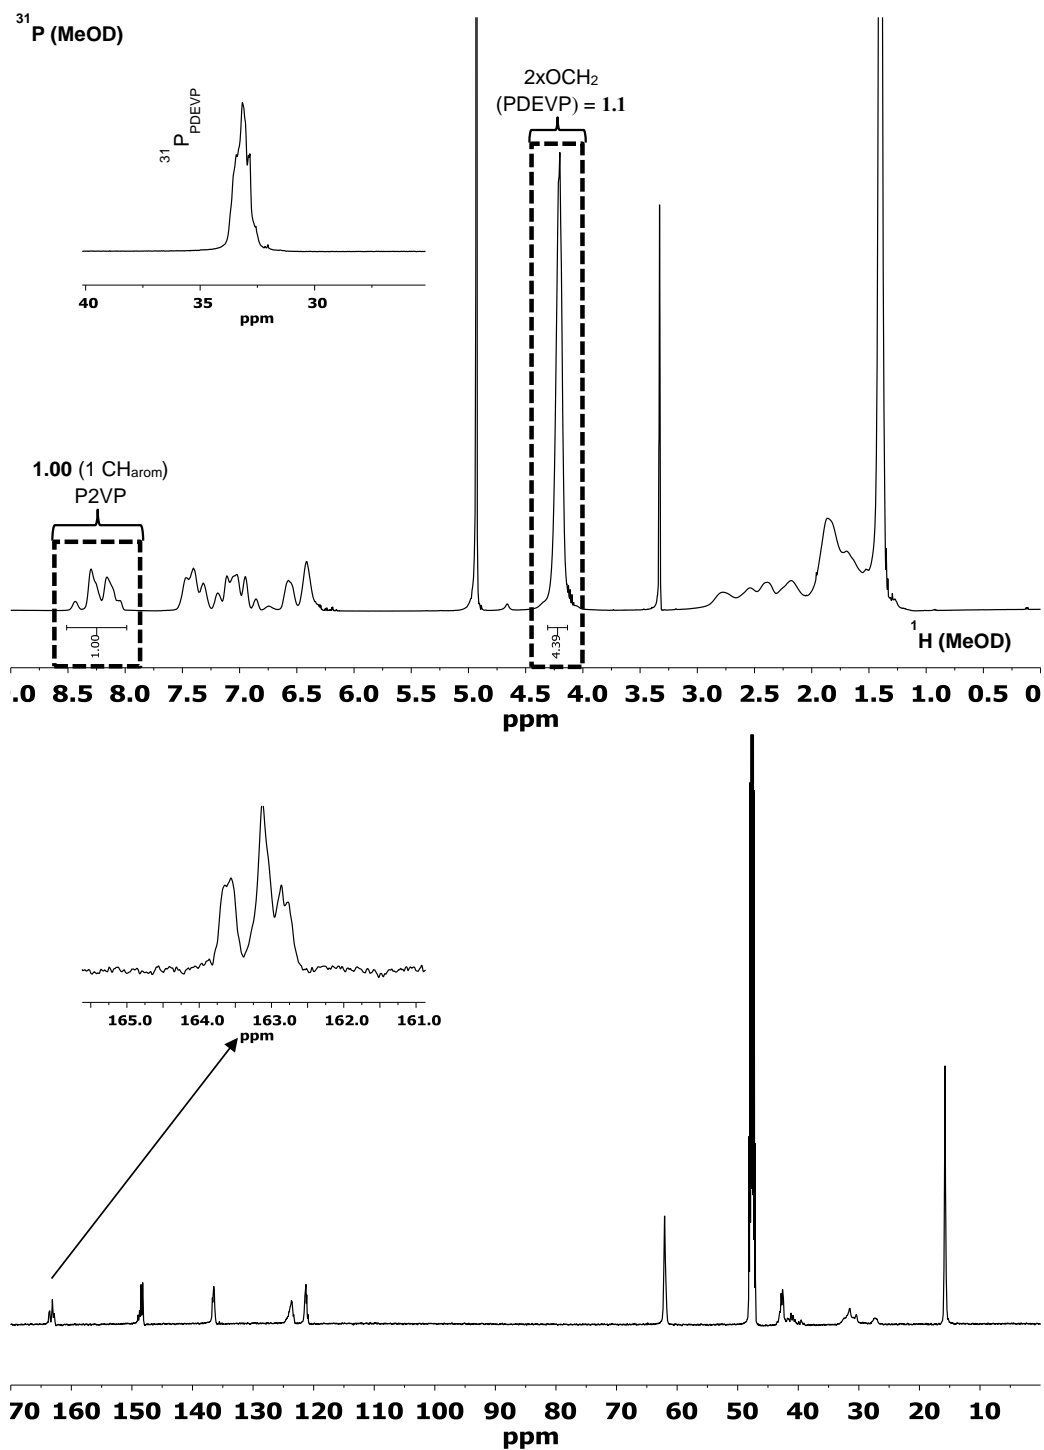 31P (MeOD)
2xOCH2
(PDEVP) = 1.1
31PPDEVP
40 35 30
ppm
1.00 (1 CHarom)
P2VP
1.00
4.39
1H (MeOD)
.0 8.5 8.0 7.5 7.0 6.5 6.0 5.5 5.0 4.5 4.0 3.5 3.0 2.5 2.0 1.5 1.0 0.5 0
ppm
165.0 164.0 163.0 162.0 161.0
ppm
70 160 150 140 130 120 110 100 90 80 70 60 50 40 30 20 10
ppm